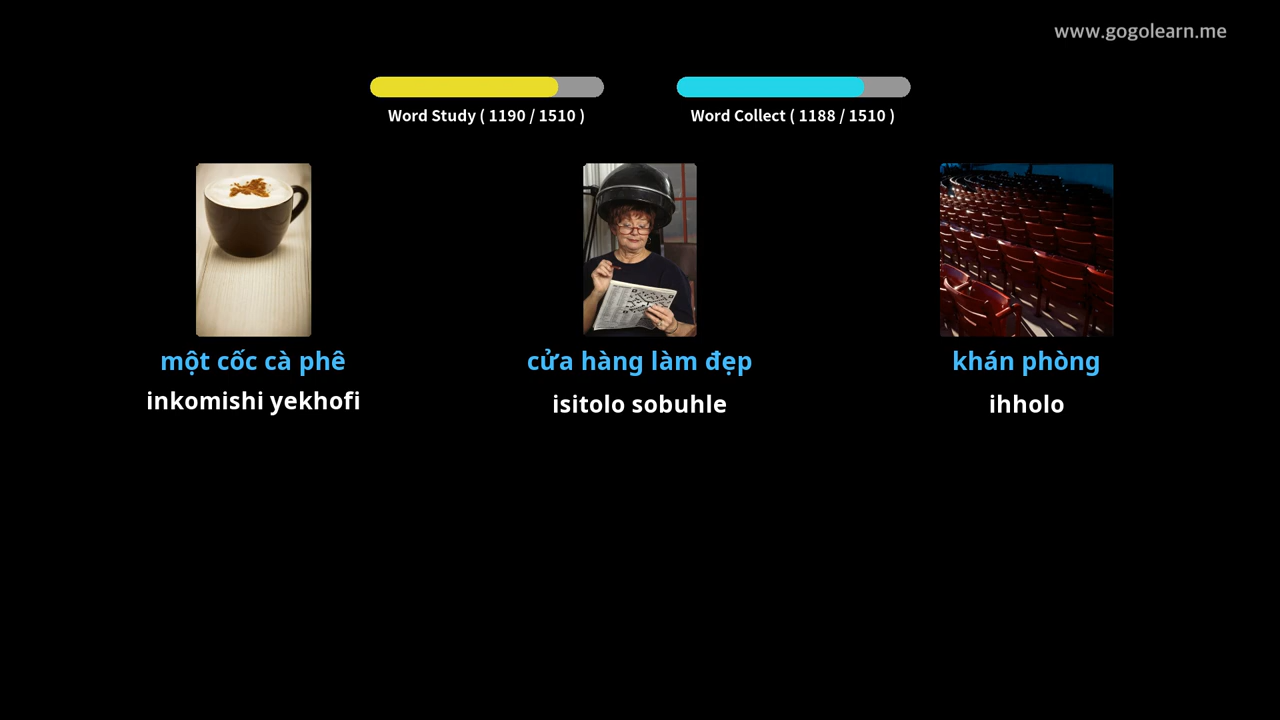 www.gogolearn.me
Word Study ( 1190 / 1510 )
Word Collect ( 1188 / 1510 )
một cốc cà phê
cửa hàng làm đẹp
khán phòng
inkomishi yekhofi
isitolo sobuhle
ihholo